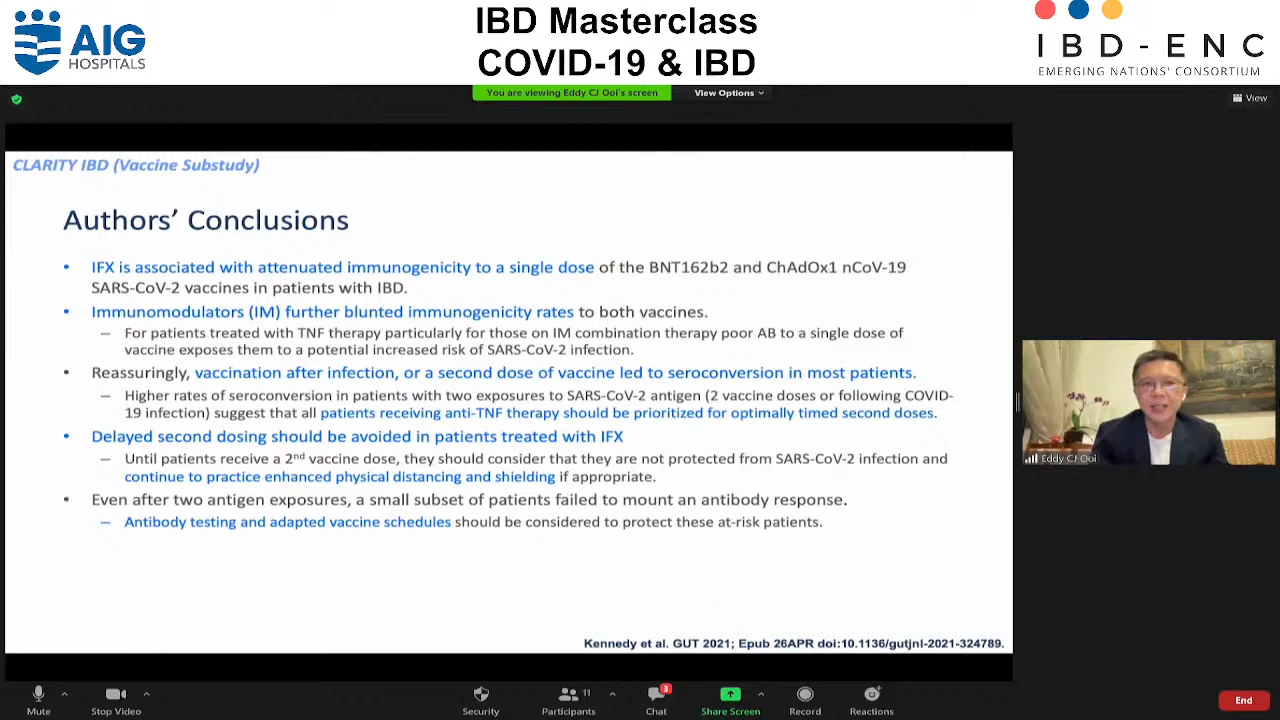 AIG
HOSPITALS
IBD Masterclass
COVID-19 & IBD
IBD-ENC
EMERGING NATIONS' CONSORTIUM
You are viewing Eddy CJ Ooi's screen
View Options
View
CLARITY IBD (Vaccine Substudy)
Authors' Conclusions
• IFX is associated with attenuated immunogenicity to a single dose of the BNT162b2 and ChAdOx1 nCoV-19
SARS-CoV-2 vaccines in patients with IBD.
• Immunomodulators (IM) further blunted immunogenicity rates to both vaccines.
– For patients treated with TNF therapy particularly for those on IM combination therapy poor AB to a single dose of
vaccine exposes them to a potential increased risk of SARS-CoV-2 infection.
• Reassuringly, vaccination after infection, or a second dose of vaccine led to seroconversion in most patients.
– Higher rates of seroconversion in patients with two exposures to SARS-CoV-2 antigen (2 vaccine doses or following COVID-
19 infection) suggest that all patients receiving anti-TNF therapy should be prioritized for optimally timed second doses.
• Delayed second dosing should be avoided in patients treated with IFX
– Until patients receive a 2nd vaccine dose, they should consider that they are not protected from SARS-CoV-2 infection and
continue to practice enhanced physical distancing and shielding if appropriate.
• Even after two antigen exposures, a small subset of patients failed to mount an antibody response.
– Antibody testing and adapted vaccine schedules should be considered to protect these at-risk patients.
Kennedy et al. GUT 2021; Epub 26APR doi:10.1136/gutjnl-2021-324789.
Eddy CJ Ooi
Mute
Stop Video
Security
Participants
11
Chat
3
Share Screen
Record
Reactions
End